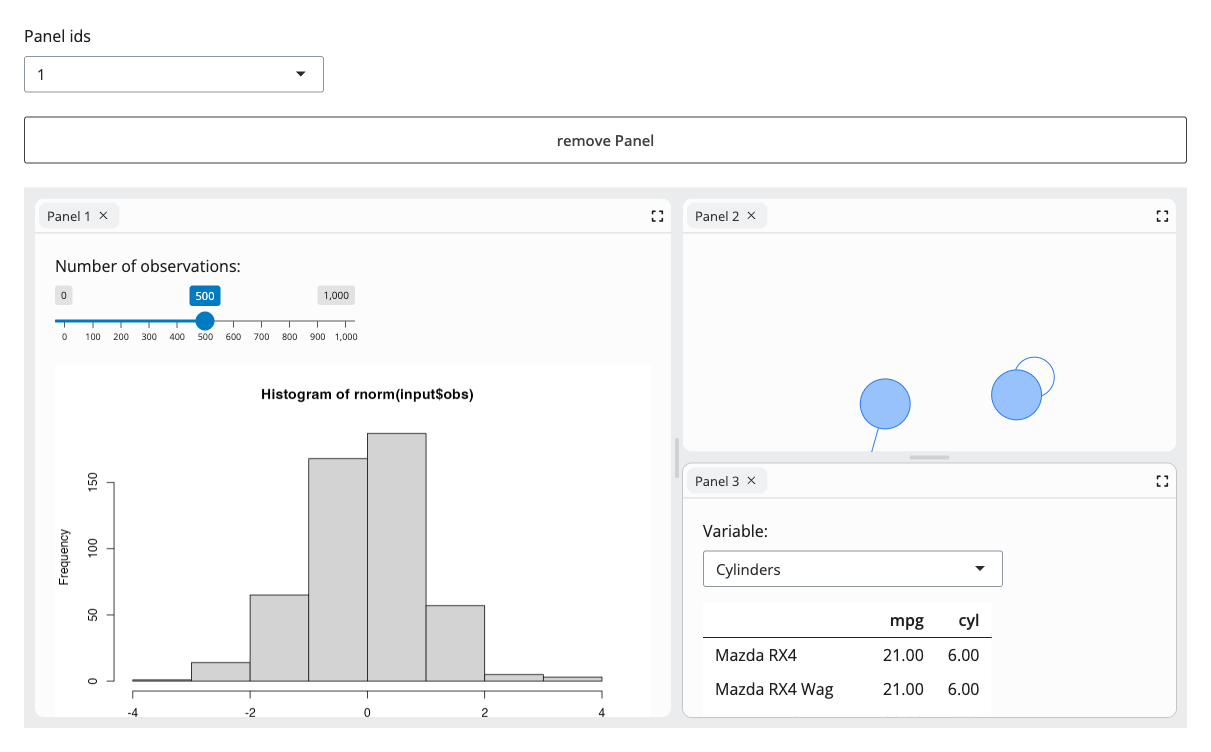 Panel ids
1
remove Panel
Panel 1 ×
Number of observations:
0 500 1,000
0 100 200 300 400 500 600 700 800 900 1,000
Histogram of rnorm(input$obs)
Frequency
150
100
50
0
-4 -2 0 2 4
Panel 2 ×
Panel 3 ×
Variable:
Cylinders
mpg cyl
Mazda RX4 21.00 6.00
Mazda RX4 Wag 21.00 6.00